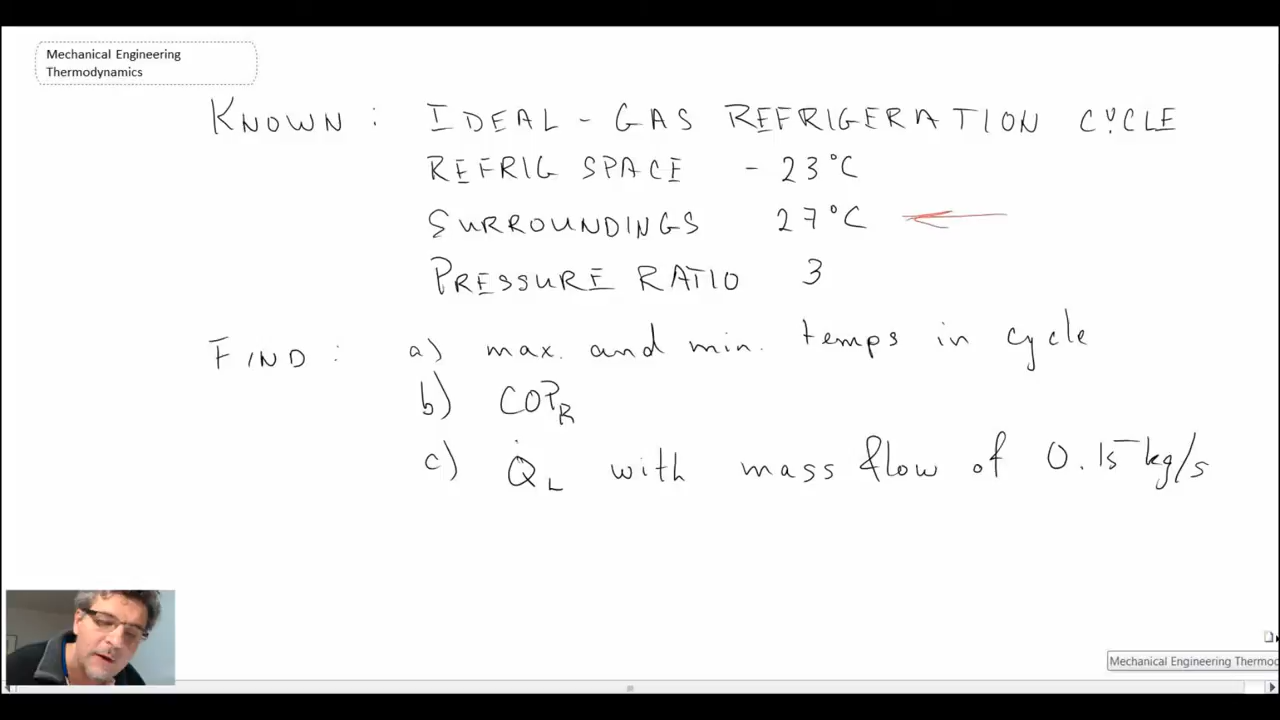 Mechanical Engineering
Thermodynamics
KNOWN : IDEAL - GAS REFRIGERATION CYCLE
REFRIG SPACE - 23°C
SURROUNDINGS 27°C
PRESSURE RATIO 3
FIND : a) max. and min. temps in cycle
b) COP_R
c) Q̇_L with mass flow of 0.15 kg/s
Mechanical Engineering Thermo